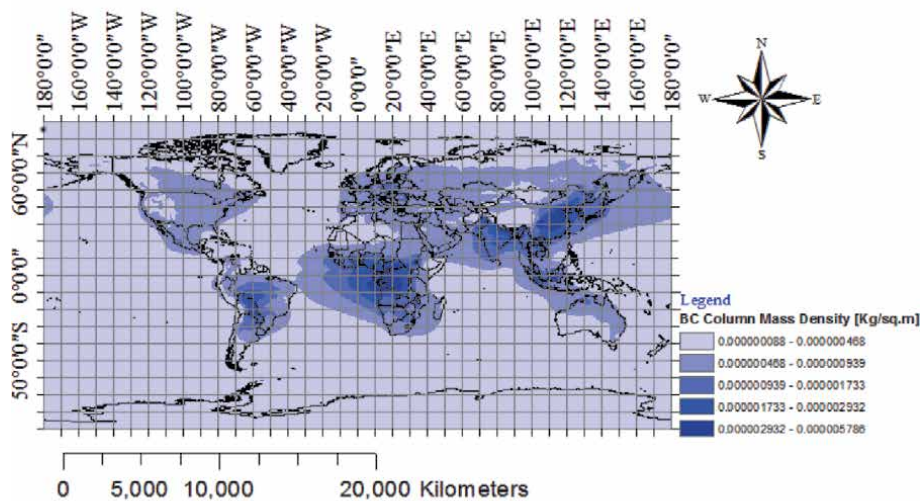 180°0'0"
160°0'0"W
140°0'0"W
120°0'0"W
100°0'0"W
80°0'0"W
60°0'0"W
40°0'0"W
20°0'0"W
0°0'0"
20°0'0"E
40°0'0"E
60°0'0"E
80°0'0"E
100°0'0"E
120°0'0"E
140°0'0"E
160°0'0"E
180°0'0"
N
W
E
S
60°0'0"N
0°0'0"
50°0'0"S
Legend
BC Column Mass Density [Kg/sq.m]
0.000000088 - 0.000000468
0.000000468 - 0.000000939
0.000000939 - 0.000001733
0.000001733 - 0.000002932
0.000002932 - 0.000005786
0 5,000 10,000 20,000 Kilometers